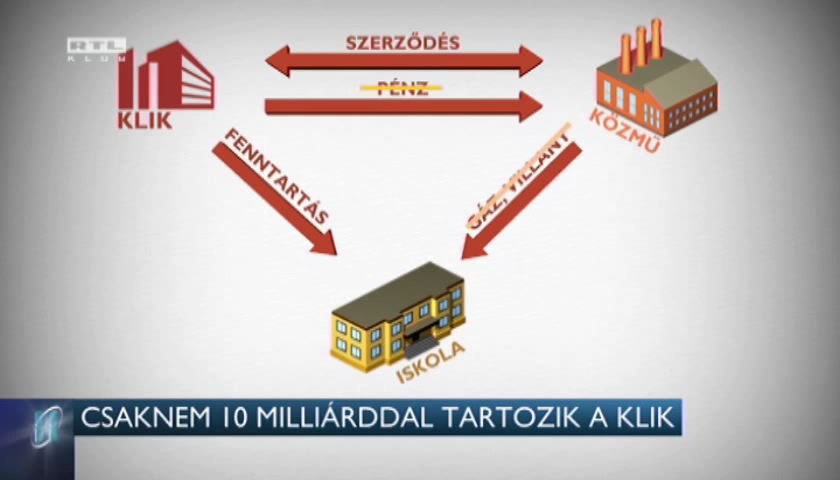 RTL
KLUB
SZERZŐDÉS
PÉNZ
KLIK
KÖZMŰ
FENNTARTÁS
GÁZ, VILLANY
ISKOLA
CSAKNEM 10 MILLIÁRDDAL TARTOZIK A KLIK